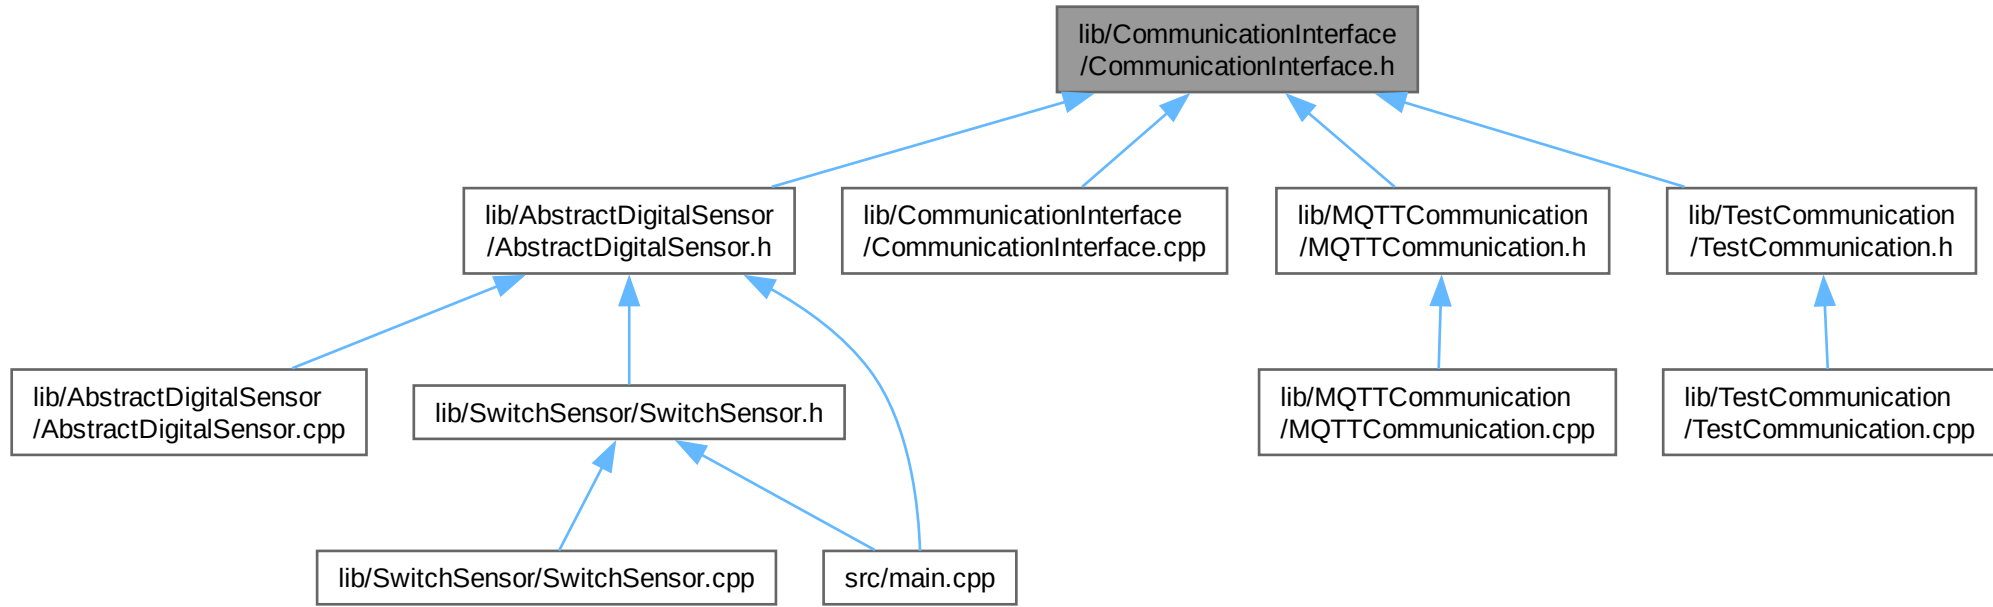 lib/CommunicationInterface
/CommunicationInterface.h
lib/AbstractDigitalSensor
/AbstractDigitalSensor.h
lib/CommunicationInterface
/CommunicationInterface.cpp
lib/MQTTCommunication
/MQTTCommunication.h
lib/TestCommunication
/TestCommunication.h
lib/AbstractDigitalSensor
/AbstractDigitalSensor.cpp
lib/SwitchSensor/SwitchSensor.h
lib/MQTTCommunication
/MQTTCommunication.cpp
lib/TestCommunication
/TestCommunication.cpp
lib/SwitchSensor/SwitchSensor.cpp
src/main.cpp